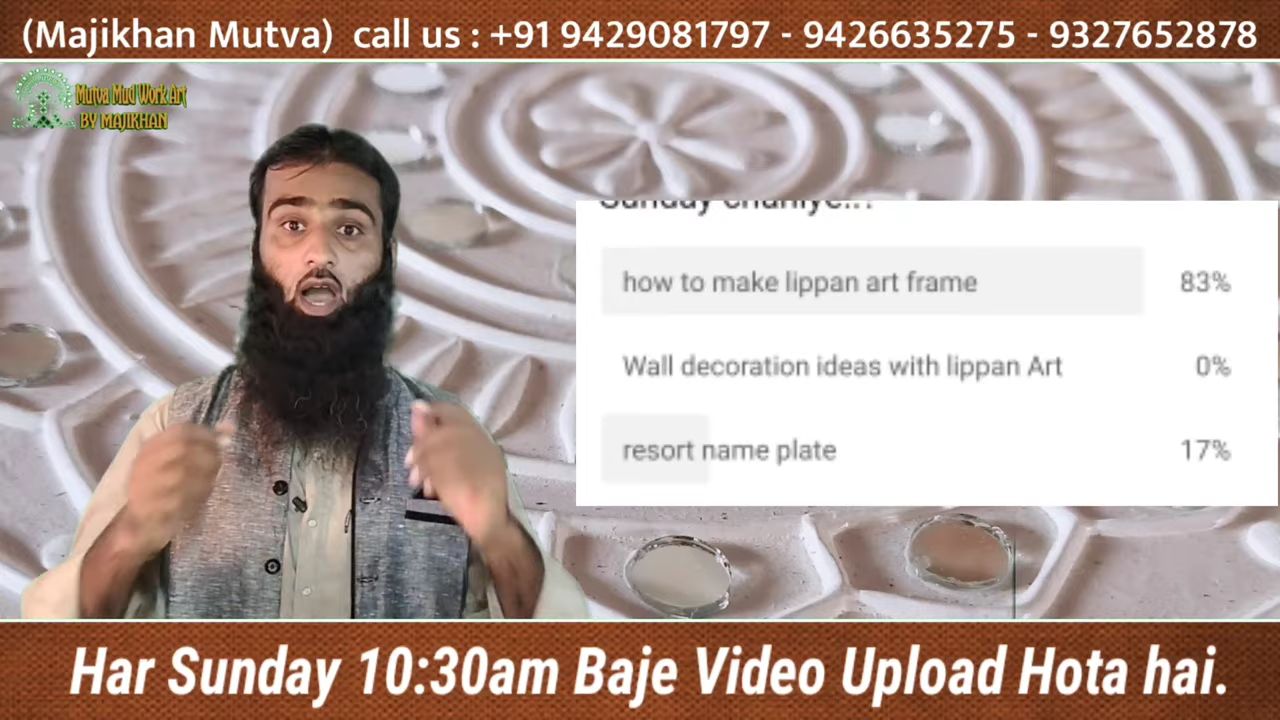 (Majikhan Mutva) call us : +91 9429081797 - 9426635275 - 9327652878
Mutva Mud Work Art
BY MAJIKHAN
Sunday chahiye...
how to make lippan art frame 83%
Wall decoration ideas with lippan Art 0%
resort name plate 17%
Har Sunday 10:30am Baje Video Upload Hota hai.